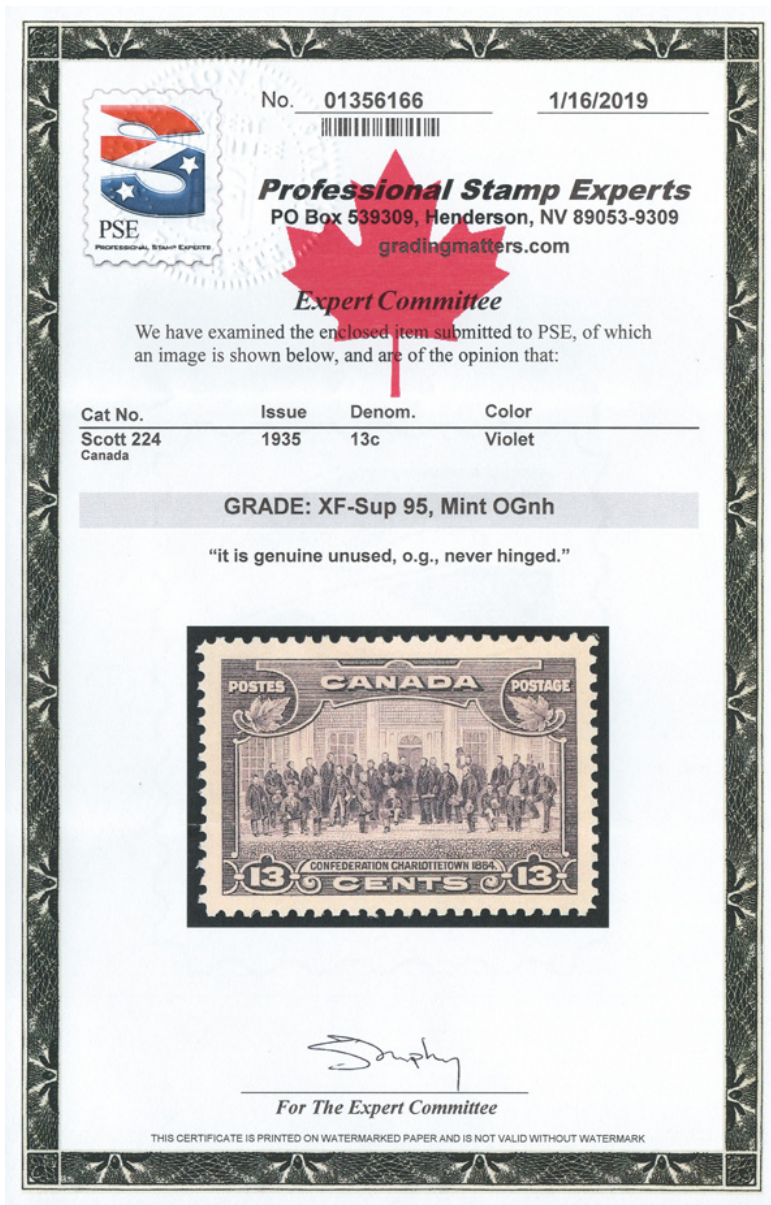 No. 01356166 1/16/2019
PSE
PROFESSIONAL STAMP EXPERTS
Professional Stamp Experts
PO Box 539309, Henderson, NV 89053-9309
gradingmatters.com
Expert Committee
We have examined the enclosed item submitted to PSE, of which
an image is shown below, and are of the opinion that:
Cat No. Issue Denom. Color
Scott 224 1935 13c Violet
Canada
GRADE: XF-Sup 95, Mint OGnh
“it is genuine unused, o.g., never hinged.”
POSTES CANADA POSTAGE
CONFEDERATION CHARLOTTETOWN 1864.
13 CENTS 13
For The Expert Committee
THIS CERTIFICATE IS PRINTED ON WATERMARKED PAPER AND IS NOT VALID WITHOUT WATERMARK